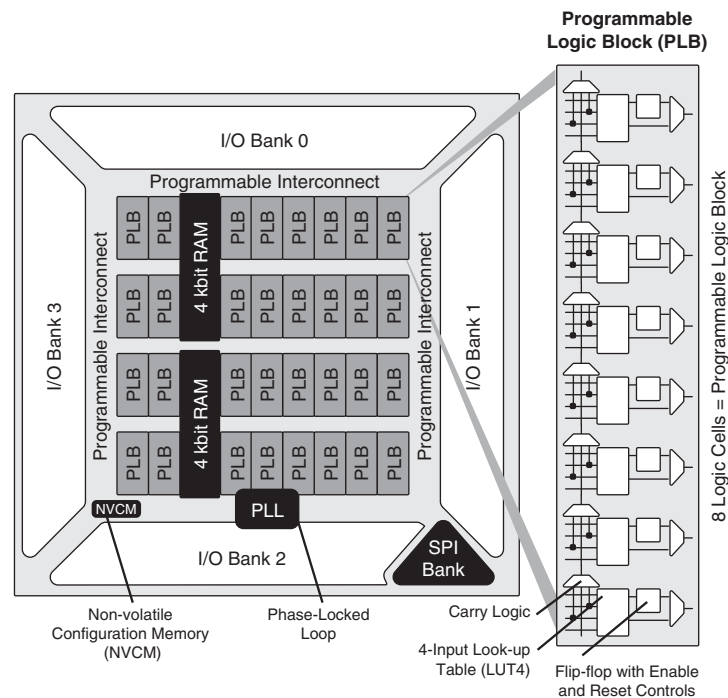 Programmable
Logic Block (PLB)
I/O Bank 0
Programmable Interconnect
I/O Bank 3
Programmable Interconnect
PLB PLB 4 kbit RAM PLB PLB PLB PLB PLB PLB
PLB PLB PLB PLB PLB PLB PLB PLB
PLB PLB 4 kbit RAM PLB PLB PLB PLB PLB PLB
PLB PLB PLB PLB PLB PLB PLB PLB
Programmable Interconnect
I/O Bank 1
8 Logic Cells = Programmable Logic Block
NVCM
PLL
I/O Bank 2
SPI
Bank
Non-volatile
Configuration Memory
(NVCM)
Phase-Locked
Loop
Carry Logic
4-Input Look-up
Table (LUT4)
Flip-flop with Enable
and Reset Controls